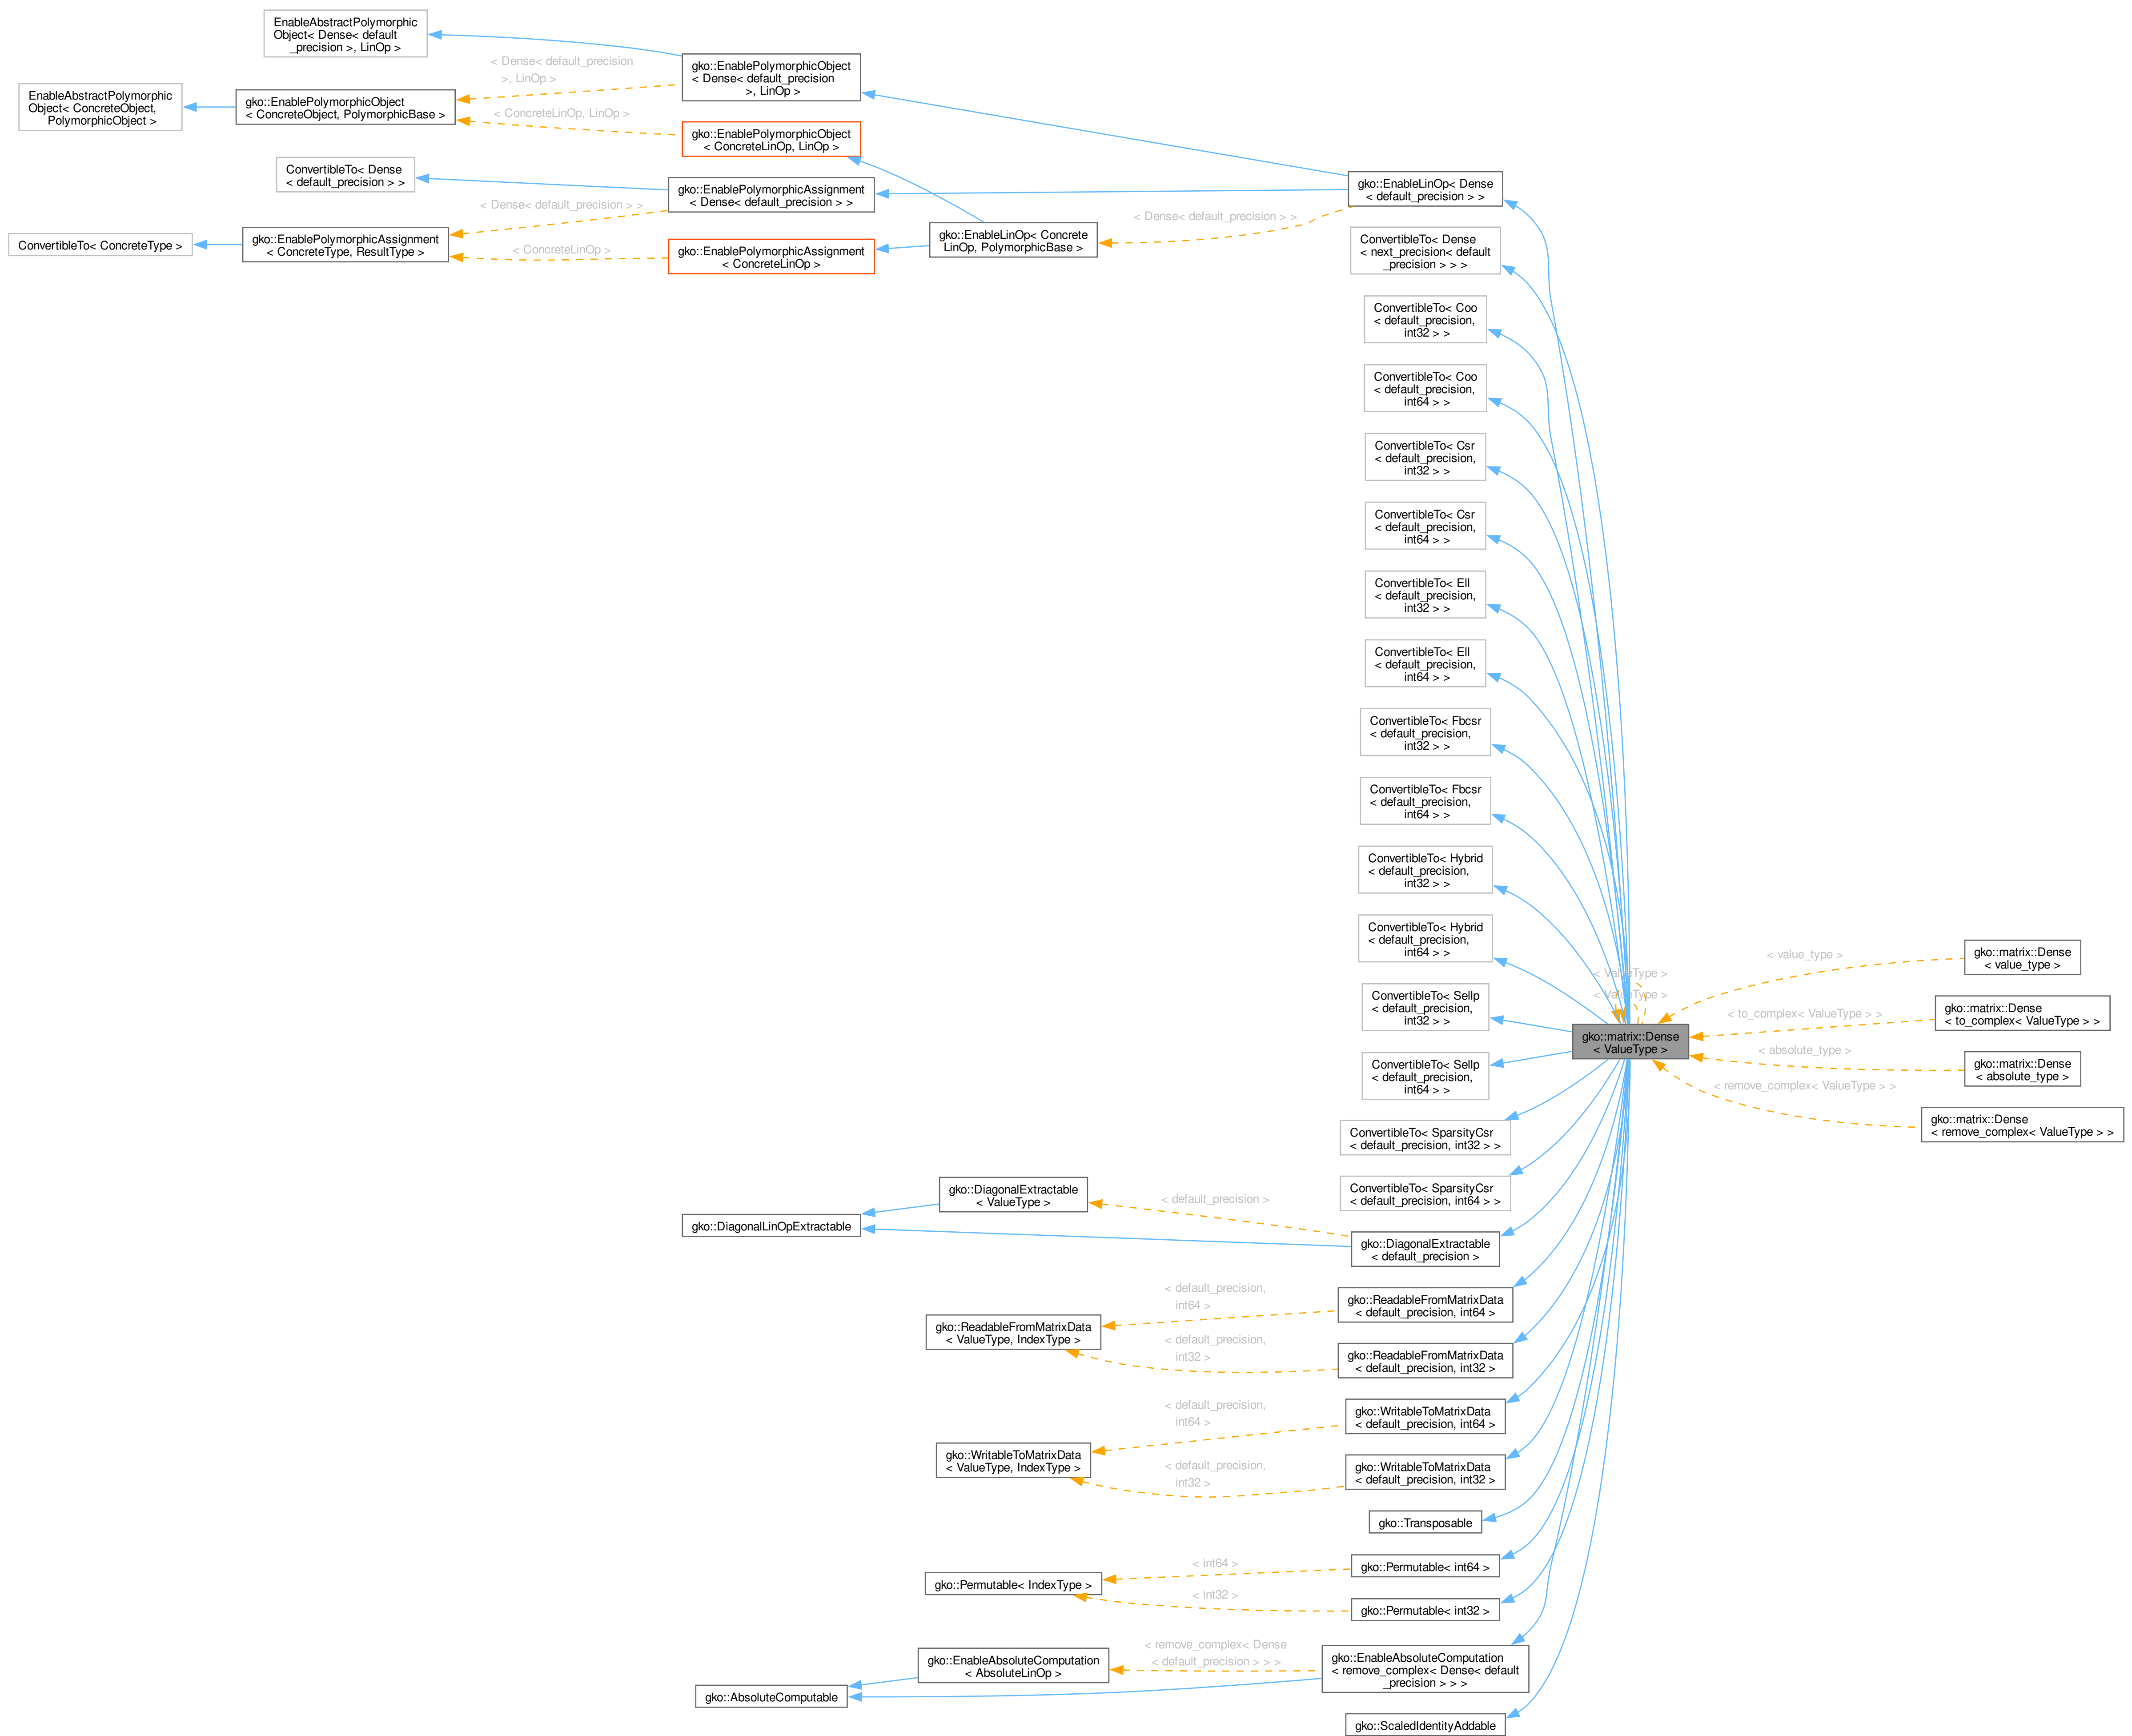 EnableAbstractPolymorphic
Object< Dense< default
_precision >, LinOp >
EnableAbstractPolymorphic
Object< ConcreteObject,
PolymorphicObject >
gko::EnablePolymorphicObject
< ConcreteObject, PolymorphicBase >
< Dense< default_precision
>, LinOp >
< ConcreteLinOp, LinOp >
gko::EnablePolymorphicObject
< Dense< default_precision
>, LinOp >
gko::EnablePolymorphicObject
< ConcreteLinOp, LinOp >
ConvertibleTo< Dense
< default_precision > >
gko::EnablePolymorphicAssignment
< Dense< default_precision > >
ConvertibleTo< ConcreteType >
gko::EnablePolymorphicAssignment
< ConcreteType, ResultType >
< Dense< default_precision > >
< ConcreteLinOp >
gko::EnablePolymorphicAssignment
< ConcreteLinOp >
gko::EnableLinOp< Concrete
LinOp, PolymorphicBase >
< Dense< default_precision > >
gko::EnableLinOp< Dense
< default_precision > >
ConvertibleTo< Dense
< next_precision< default
_precision > > >
ConvertibleTo< Coo
< default_precision,
int32 > >
ConvertibleTo< Coo
< default_precision,
int64 > >
ConvertibleTo< Csr
< default_precision,
int32 > >
ConvertibleTo< Csr
< default_precision,
int64 > >
ConvertibleTo< Ell
< default_precision,
int32 > >
ConvertibleTo< Ell
< default_precision,
int64 > >
ConvertibleTo< Fbcsr
< default_precision,
int32 > >
ConvertibleTo< Fbcsr
< default_precision,
int64 > >
ConvertibleTo< Hybrid
< default_precision,
int32 > >
ConvertibleTo< Hybrid
< default_precision,
int64 > >
ConvertibleTo< Sellp
< default_precision,
int32 > >
ConvertibleTo< Sellp
< default_precision,
int64 > >
ConvertibleTo< SparsityCsr
< default_precision, int32 > >
ConvertibleTo< SparsityCsr
< default_precision, int64 > >
< ValueType >
< ValueType >
gko::matrix::Dense
< ValueType >
< value_type >
< to_complex< ValueType > >
< absolute_type >
< remove_complex< ValueType > >
gko::matrix::Dense
< value_type >
gko::matrix::Dense
< to_complex< ValueType > >
gko::matrix::Dense
< absolute_type >
gko::matrix::Dense
< remove_complex< ValueType > >
gko::DiagonalLinOpExtractable
gko::DiagonalExtractable
< ValueType >
< default_precision >
gko::DiagonalExtractable
< default_precision >
gko::ReadableFromMatrixData
< ValueType, IndexType >
< default_precision,
int64 >
< default_precision,
int32 >
gko::ReadableFromMatrixData
< default_precision, int64 >
gko::ReadableFromMatrixData
< default_precision, int32 >
gko::WritableToMatrixData
< ValueType, IndexType >
< default_precision,
int64 >
< default_precision,
int32 >
gko::WritableToMatrixData
< default_precision, int64 >
gko::WritableToMatrixData
< default_precision, int32 >
gko::Transposable
gko::Permutable< IndexType >
< int64 >
< int32 >
gko::Permutable< int64 >
gko::Permutable< int32 >
gko::AbsoluteComputable
gko::EnableAbsoluteComputation
< AbsoluteLinOp >
< remove_complex< Dense
< default_precision > > >
gko::EnableAbsoluteComputation
< remove_complex< Dense< default
_precision > > >
gko::ScaledIdentityAddable